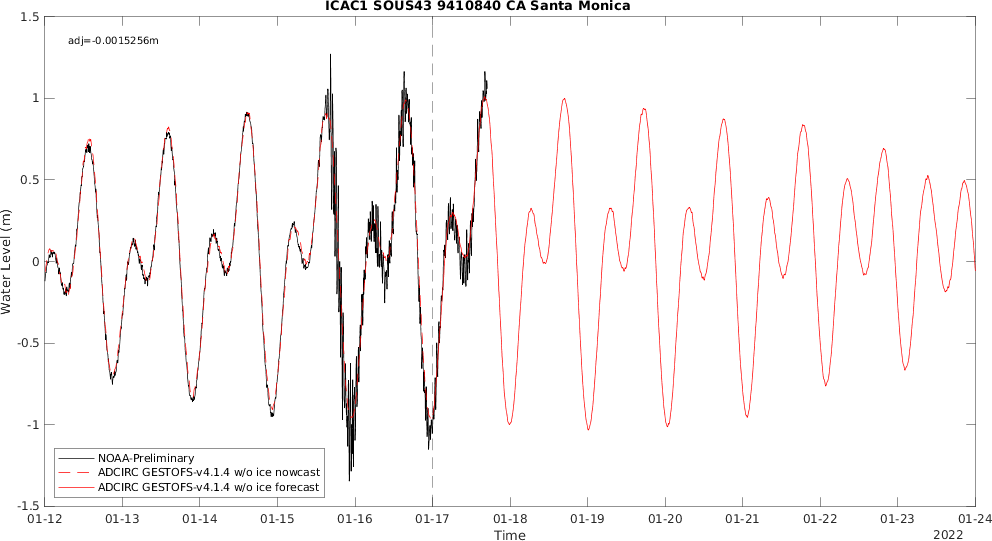 ICAC1 SOUS43 9410840 CA Santa Monica
adj=-0.0015256m
1.5
1
0.5
0
-0.5
-1
-1.5
Water Level (m)
NOAA-Preliminary
ADCIRC GESTOFS-v4.1.4 w/o ice nowcast
ADCIRC GESTOFS-v4.1.4 w/o ice forecast
01-12 01-13 01-14 01-15 01-16 01-17 01-18 01-19 01-20 01-21 01-22 01-23 01-24
Time
2022